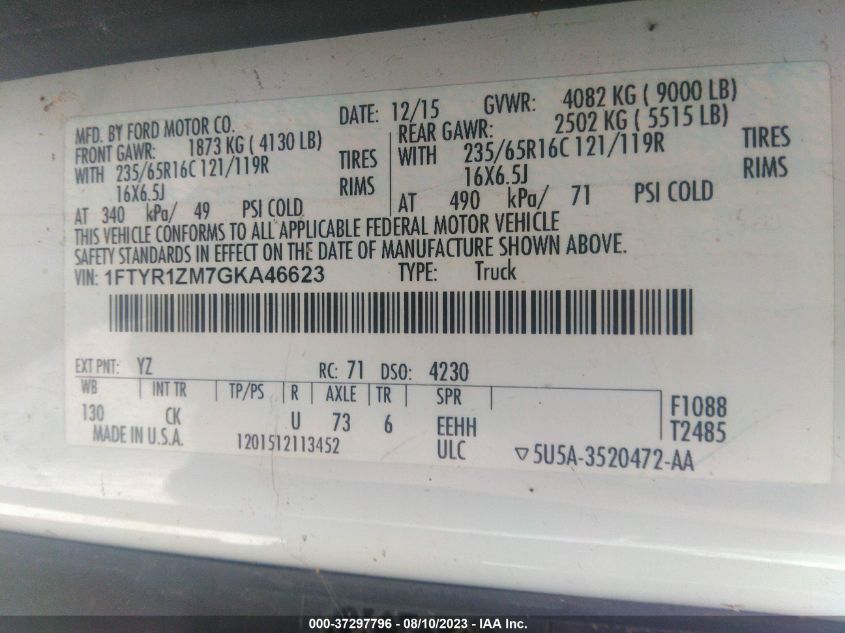 MFD. BY FORD MOTOR CO. DATE: 12/15 GVWR: 4082 KG ( 9000 LB)
FRONT GAWR: 1873 KG ( 4130 LB) REAR GAWR: 2502 KG ( 5515 LB)
WITH 235/65R16C 121/119R TIRES WITH 235/65R16C 121/119R TIRES
16X6.5J RIMS 16X6.5J RIMS
AT 340 kPa/ 49 PSI COLD AT 490 kPa/ 71 PSI COLD
THIS VEHICLE CONFORMS TO ALL APPLICABLE FEDERAL MOTOR VEHICLE
SAFETY STANDARDS IN EFFECT ON THE DATE OF MANUFACTURE SHOWN ABOVE.
VIN: 1FTYR1ZM7GKA46623 TYPE: Truck
EXT PNT: YZ RC: 71 DSO: 4230
WB INT TR TP/PS R AXLE TR SPR
130 CK U 73 6 EEHH F1088
MADE IN U.S.A. 1201512113452 ULC T2485
▽5U5A-3520472-AA
000-37297796 — 08/10/2023 — IAA Inc.